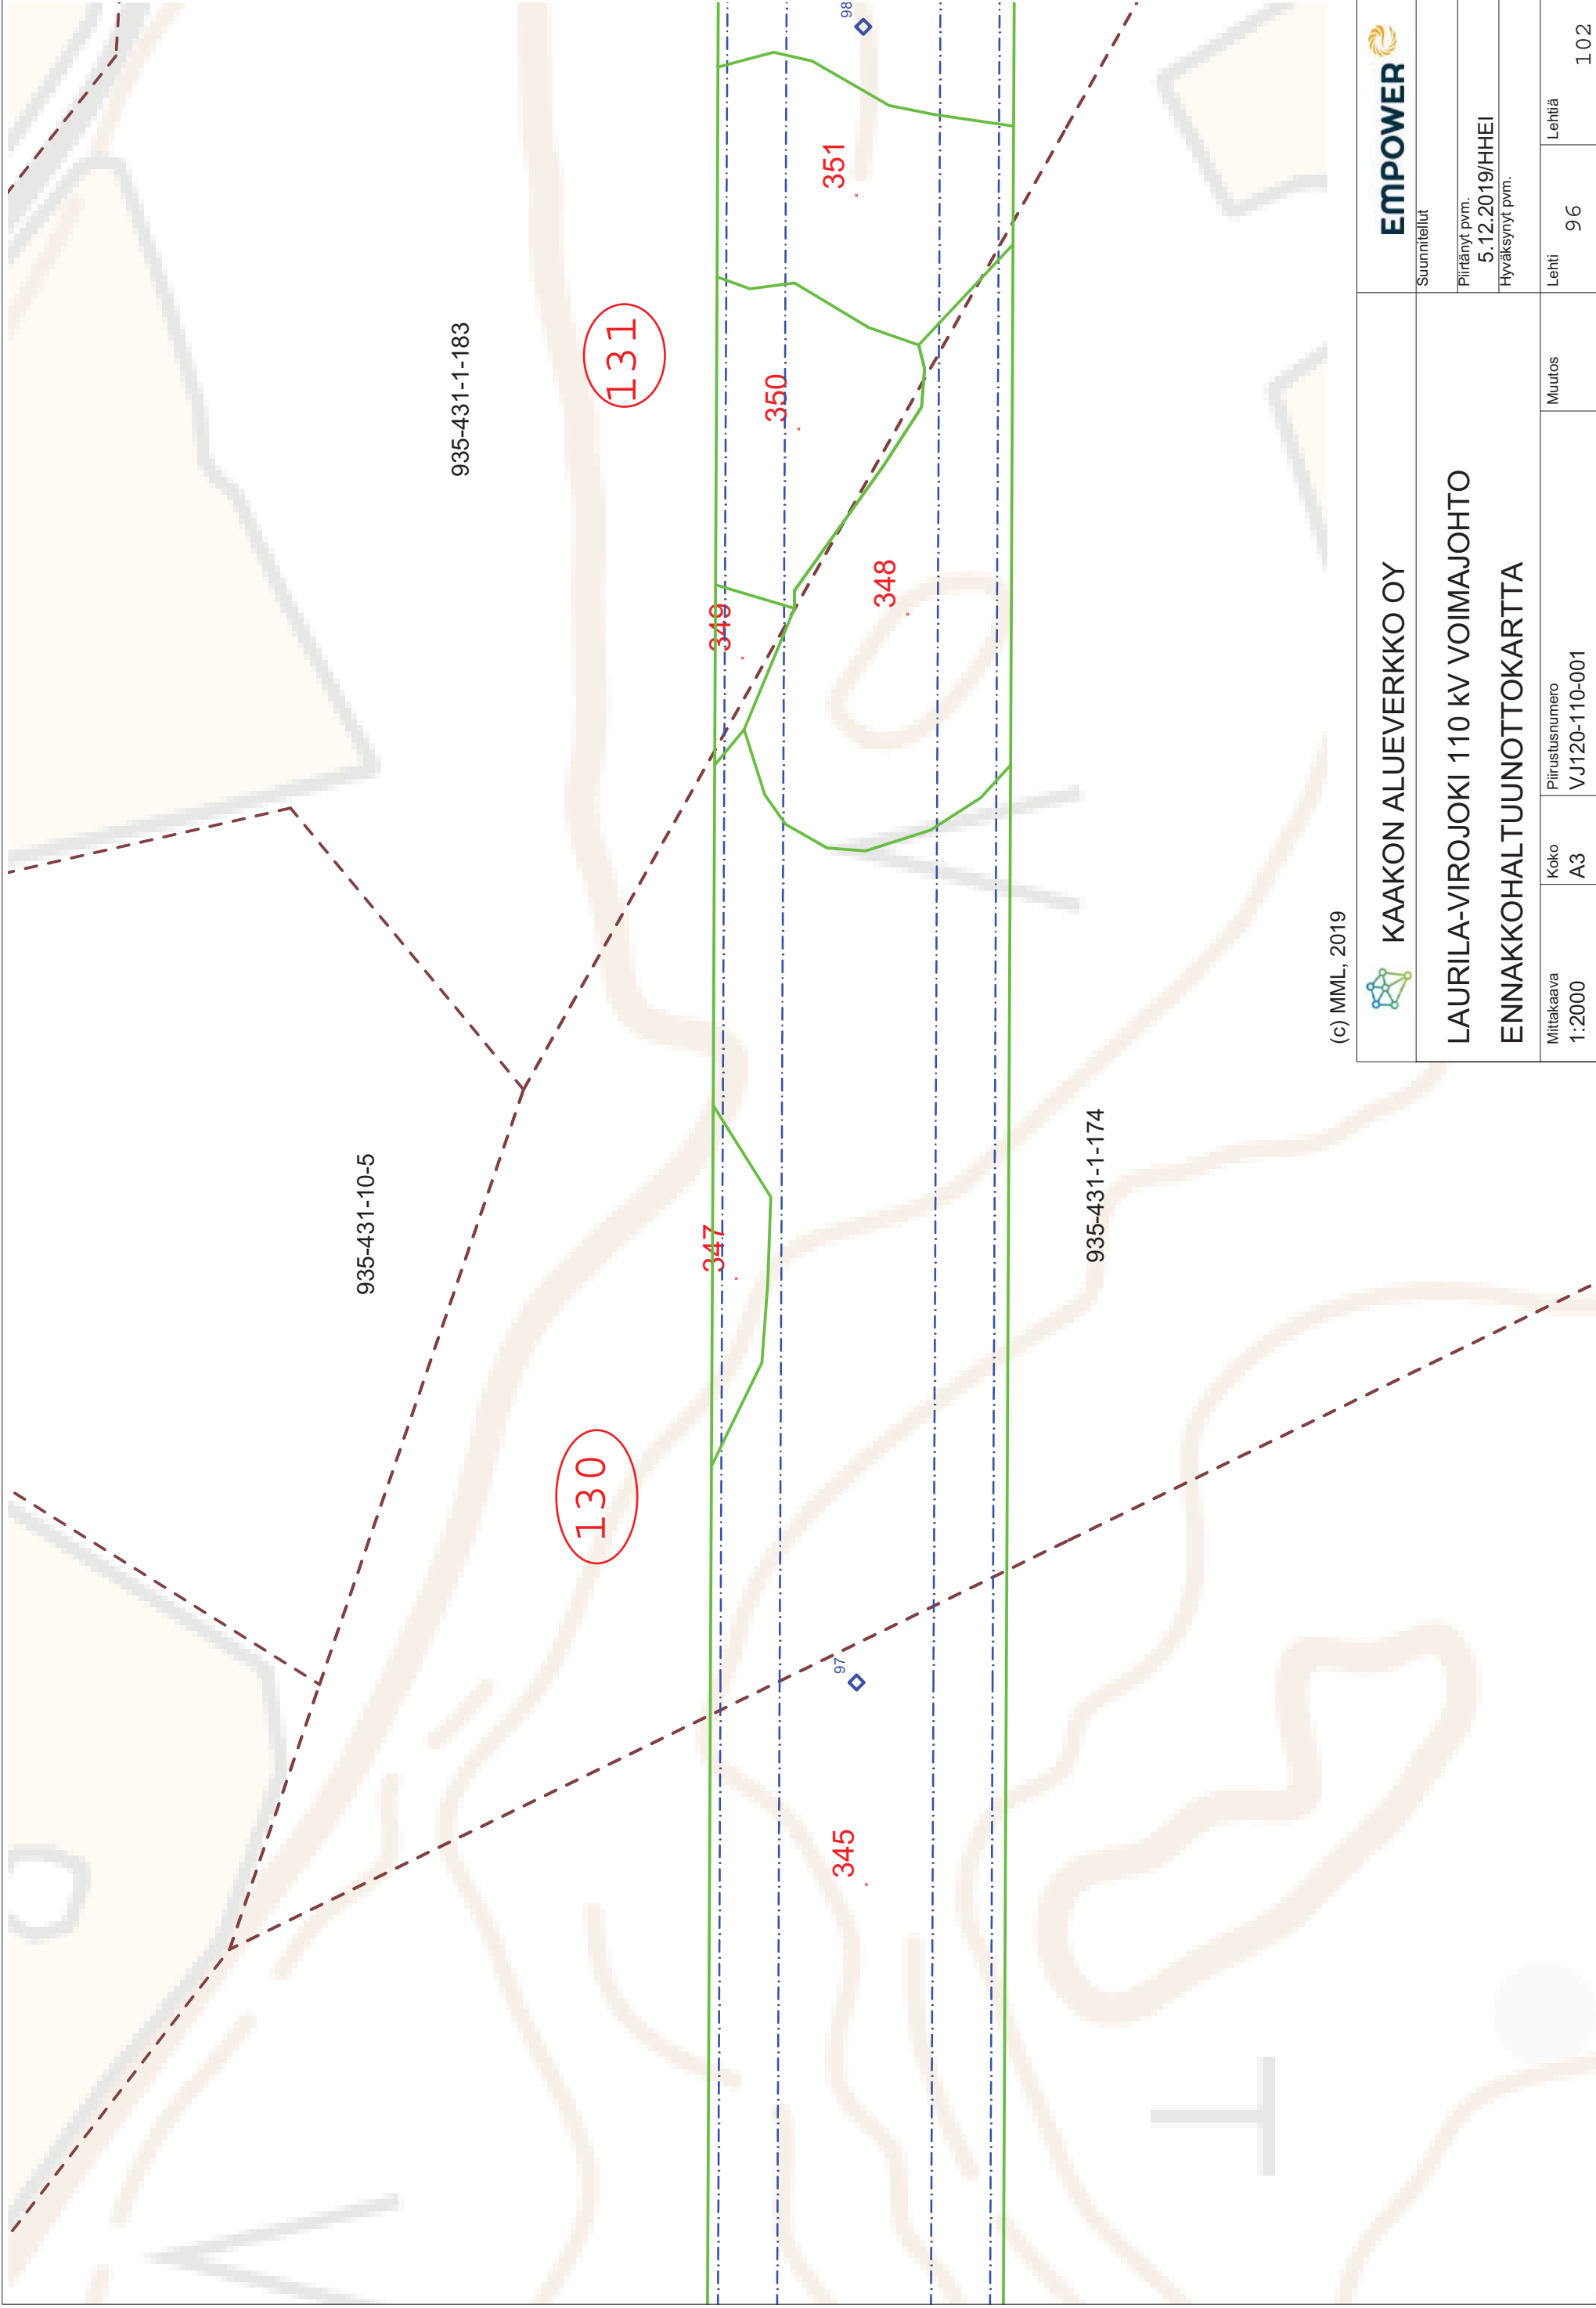 935-431-10-5
935-431-1-183
130
131
347
349
350
351
348
345
97
98
935-431-1-174
(c) MML, 2019
KAAKON ALUEVERKKO OY
EMPOWER
LAURILA-VIROJOKI 110 kV VOIMAJOHTO
ENNAKKOHALTUUNOTTOKARTTA
Suunnitellut
Piirtänyt pvm.
5.12.2019/HHEI
Hyväksynyt pvm.
Mittakaava
1:2000
Koko
A3
Piirustusnumero
VJ120-110-001
Muutos
Lehti
96
Lehtiä
102